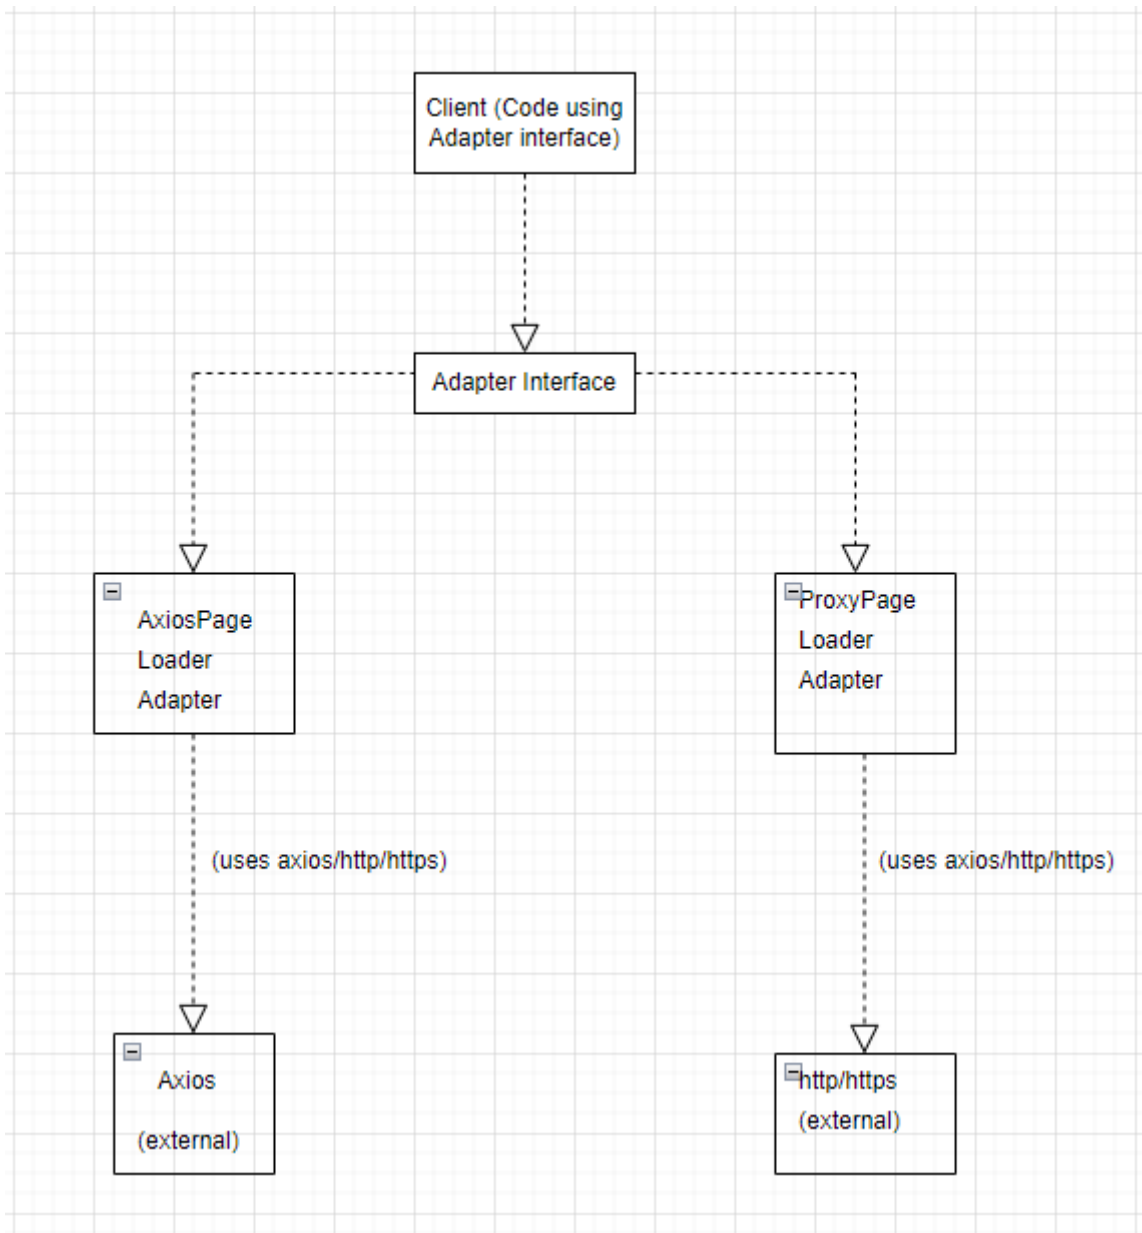 Client (Code using
Adapter interface)
Adapter Interface
AxiosPage
Loader
Adapter
ProxyPage
Loader
Adapter
(uses axios/http/https)
(uses axios/http/https)
Axios
(external)
http/https
(external)